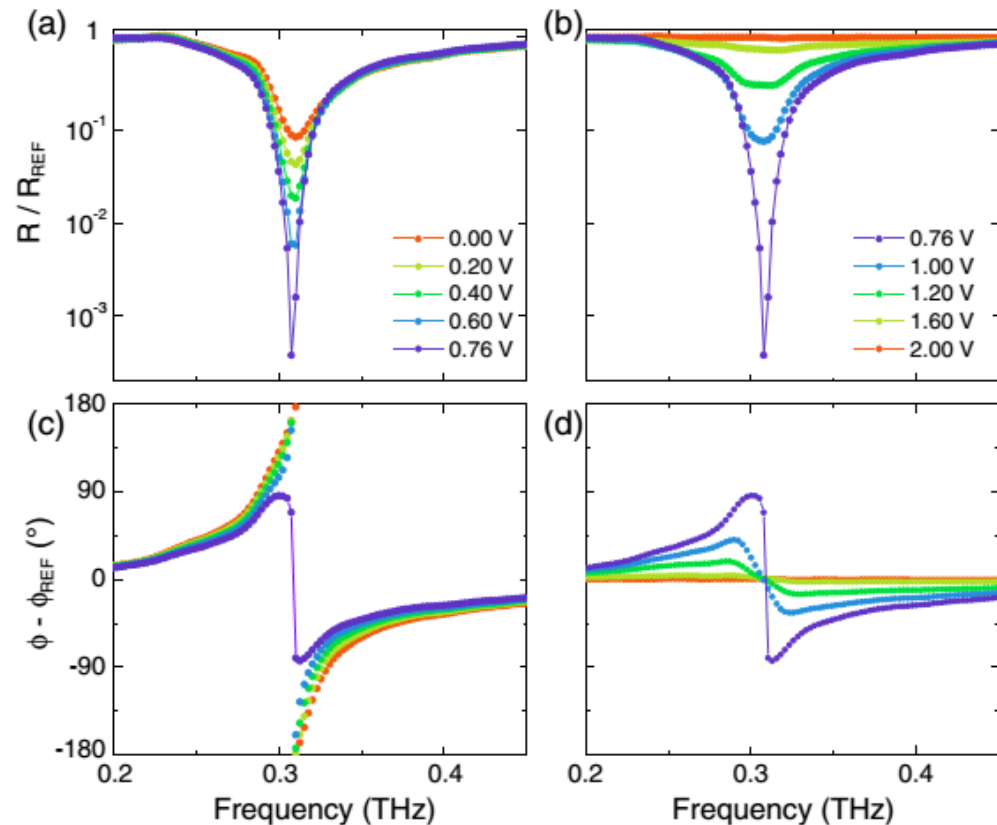 (a)
(b)
1
10⁻¹
10⁻²
10⁻³
R / R_REF
0.00 V
0.20 V
0.40 V
0.60 V
0.76 V
0.76 V
1.00 V
1.20 V
1.60 V
2.00 V
(c)
(d)
180
90
0
-90
-180
ϕ - ϕ_REF (°)
0.2 0.3 0.4
0.2 0.3 0.4
Frequency (THz)
Frequency (THz)